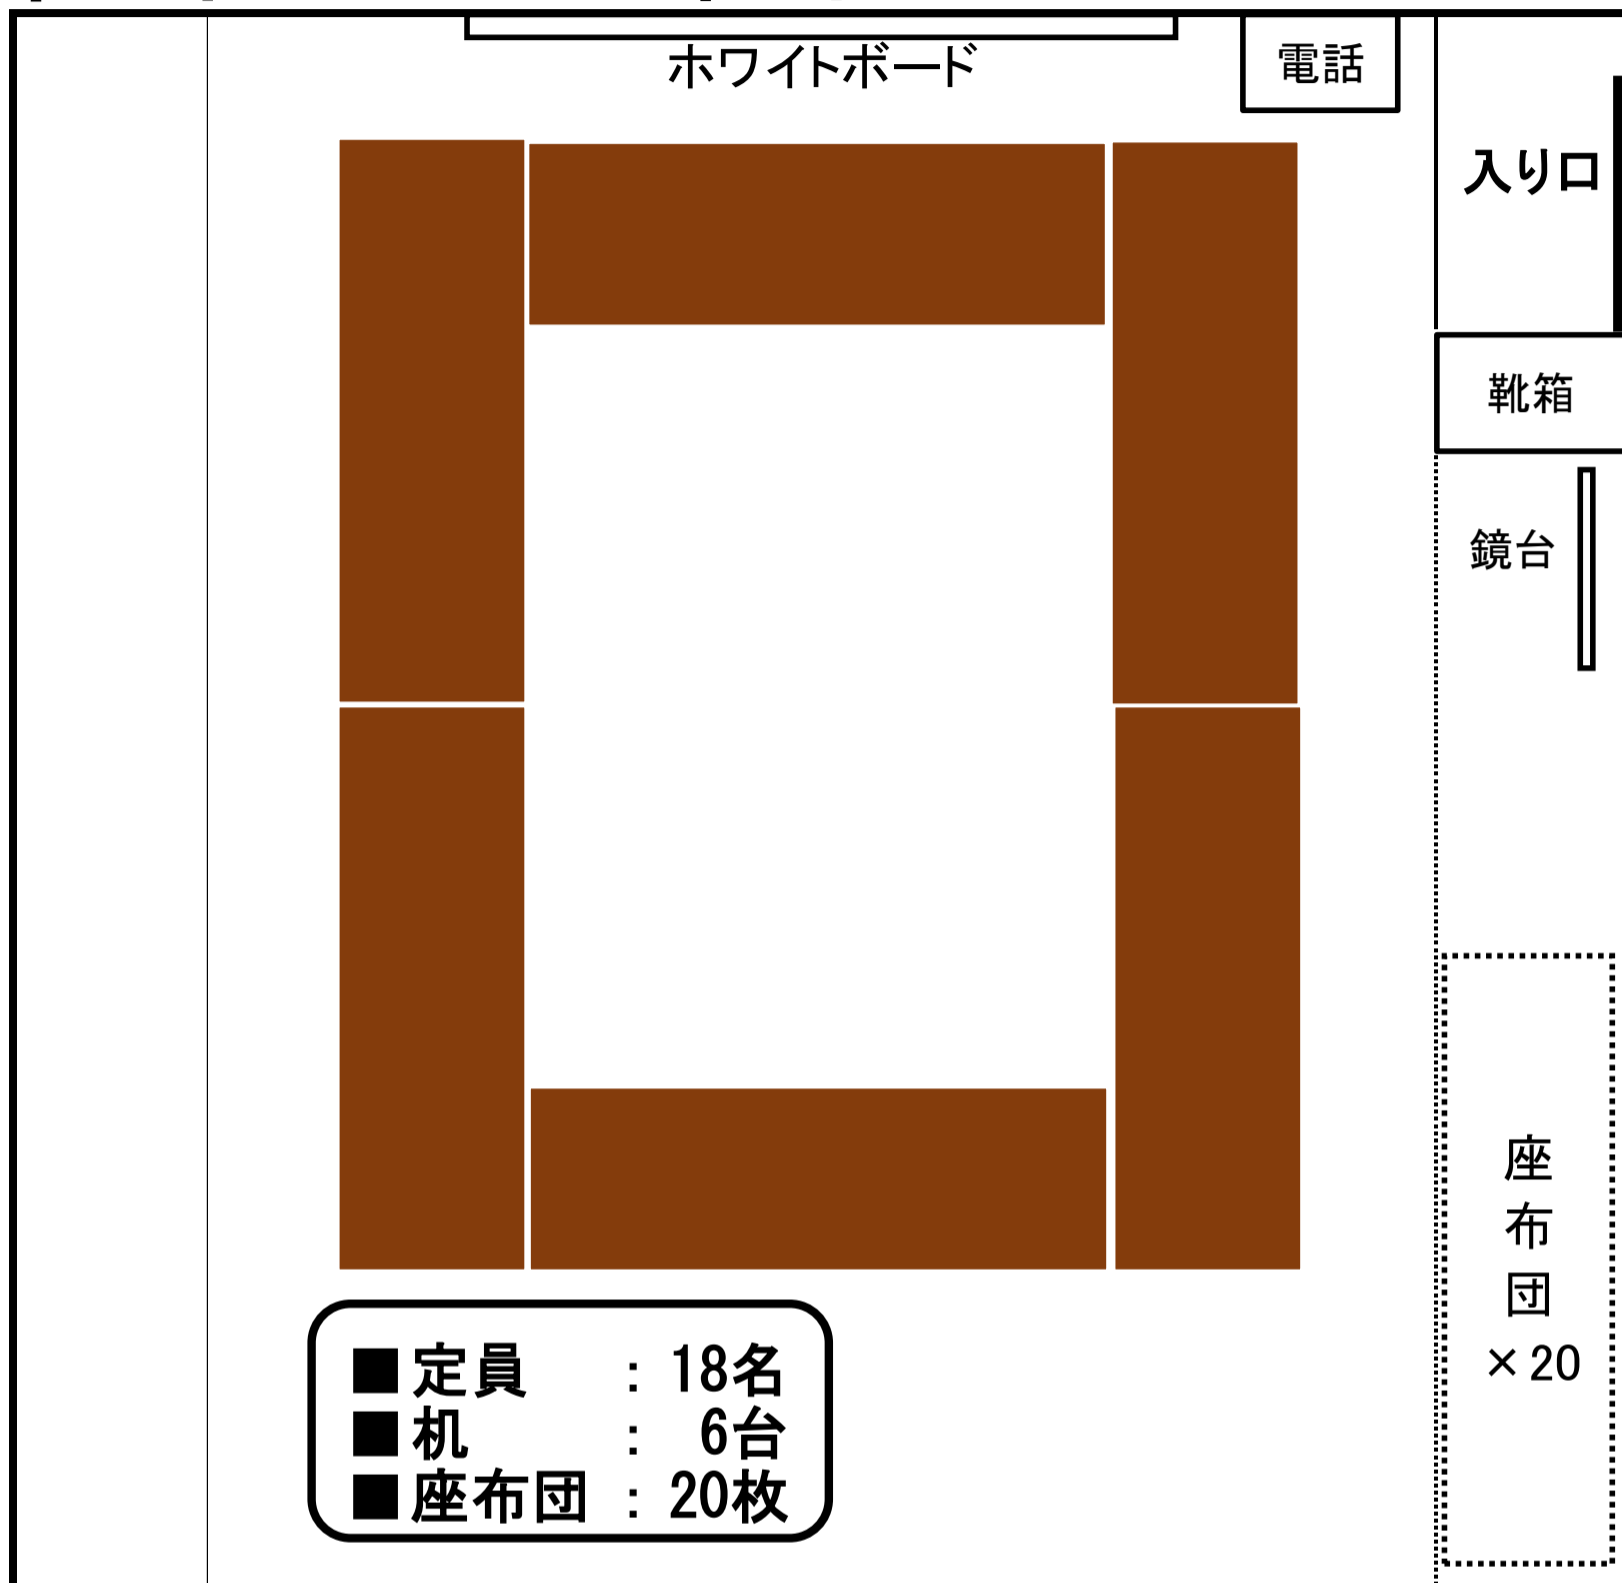 ホワイトボード
電話
入り口
靴箱
鏡台
座
布
団
×20
■定員　：18名
■机　　：　6台
■座布団：20枚